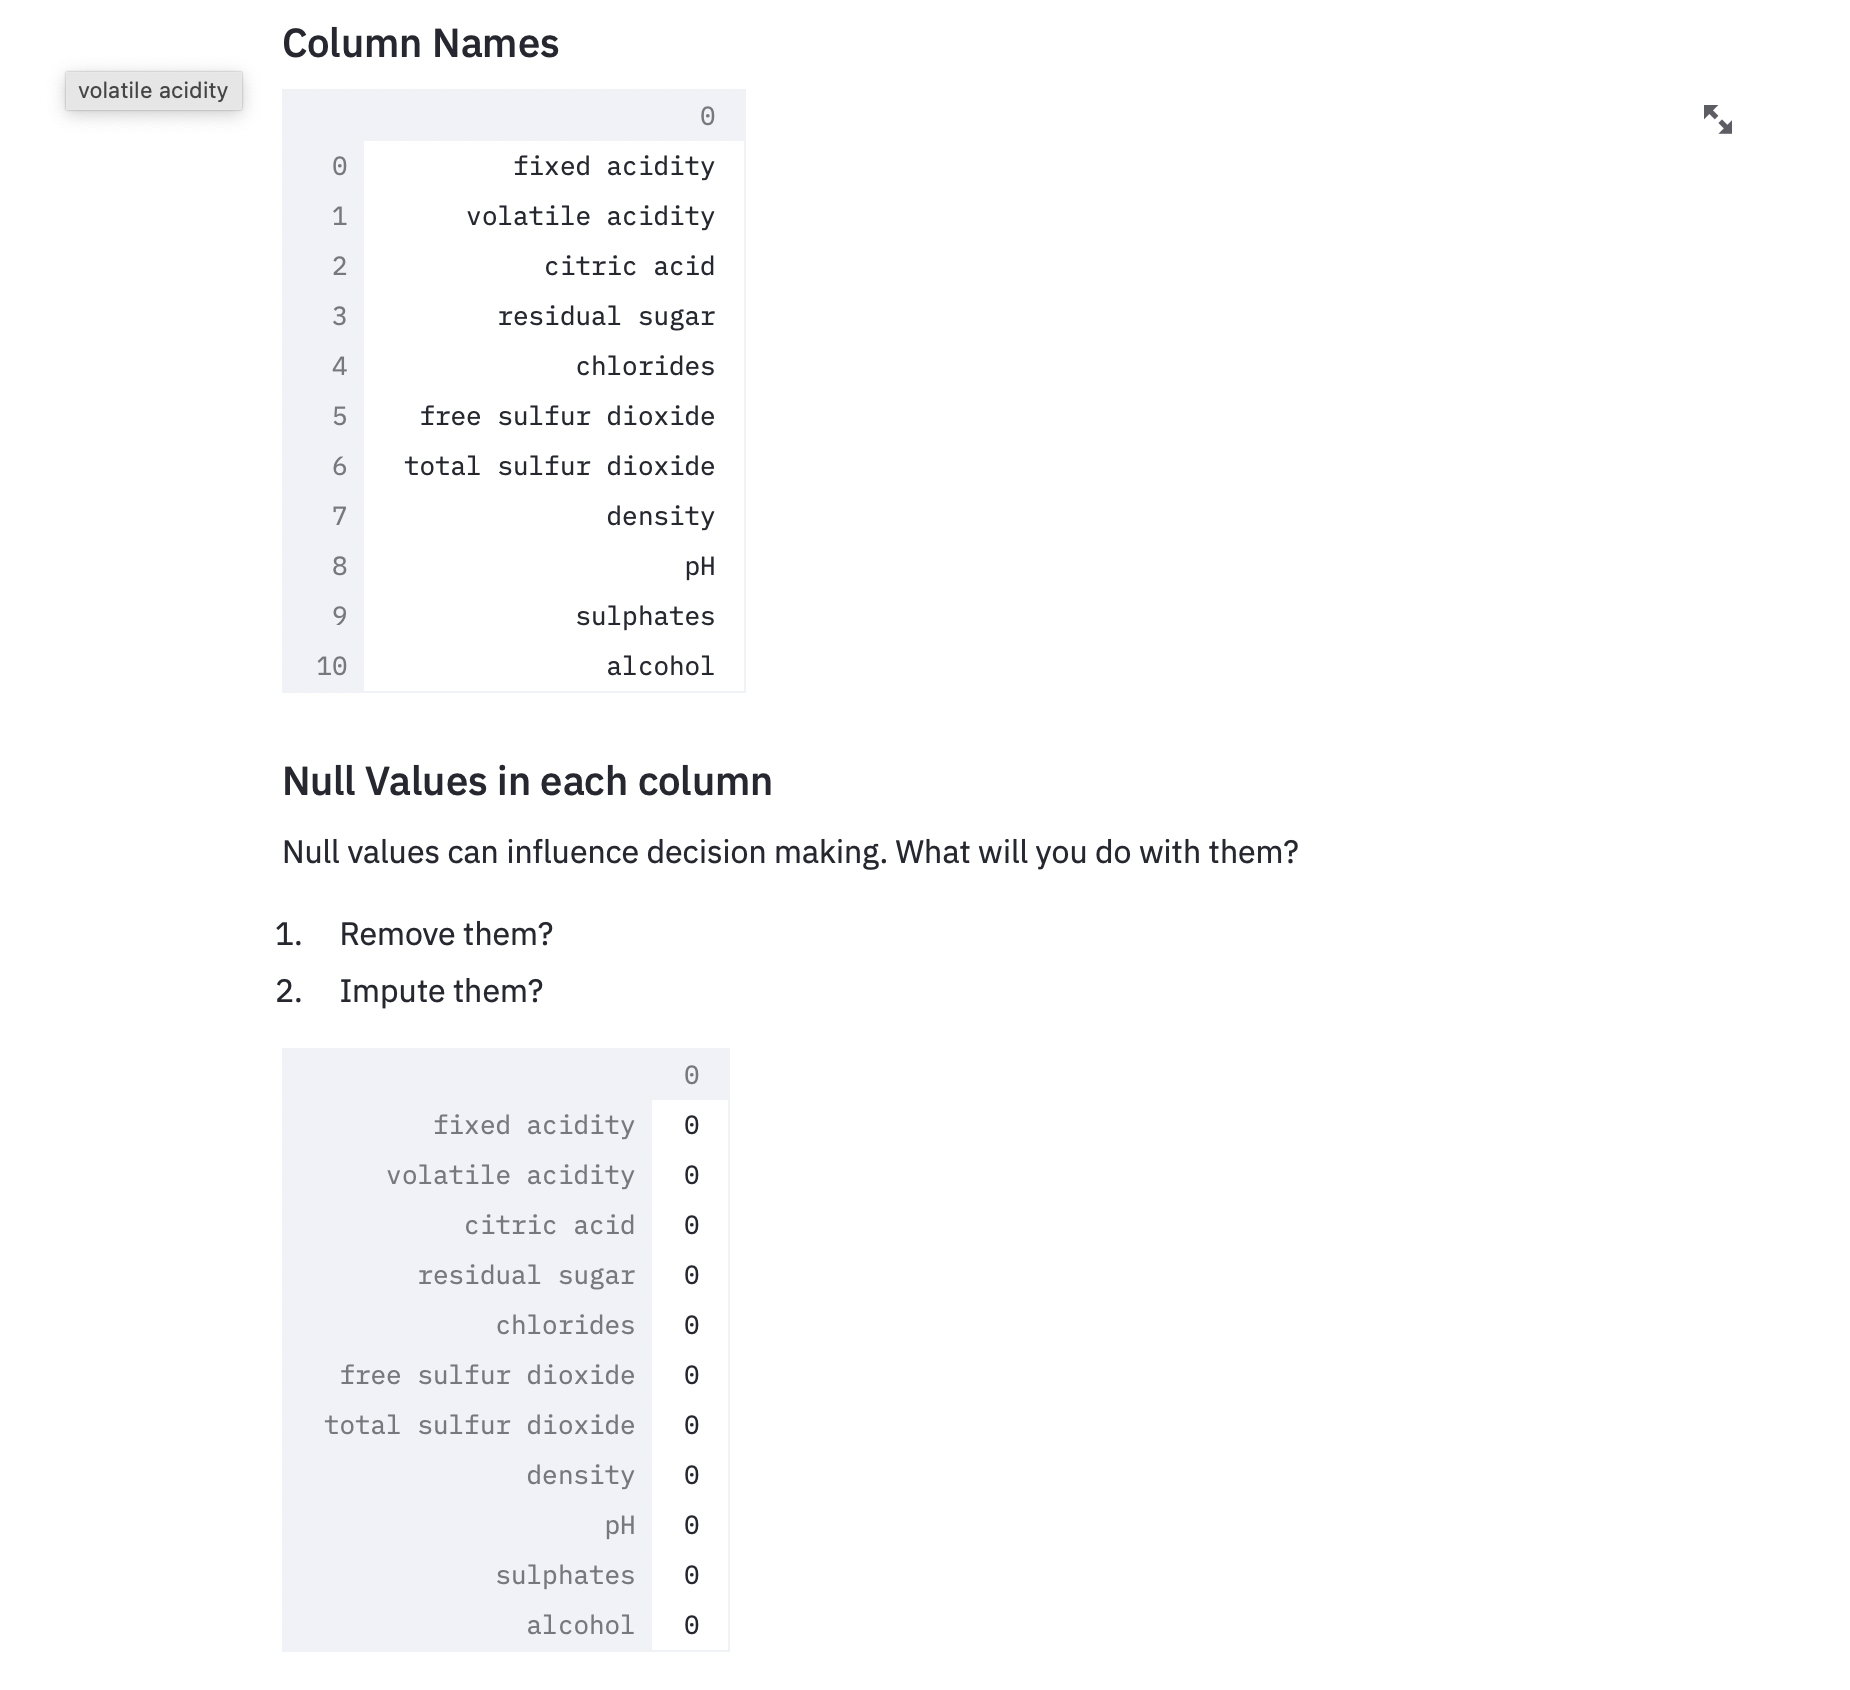 Column Names
volatile acidity
0
0 fixed acidity
1 volatile acidity
2 citric acid
3 residual sugar
4 chlorides
5 free sulfur dioxide
6 total sulfur dioxide
7 density
8 pH
9 sulphates
10 alcohol
Null Values in each column
Null values can influence decision making. What will you do with them?
1. Remove them?
2. Impute them?
0
fixed acidity 0
volatile acidity 0
citric acid 0
residual sugar 0
chlorides 0
free sulfur dioxide 0
total sulfur dioxide 0
density 0
pH 0
sulphates 0
alcohol 0